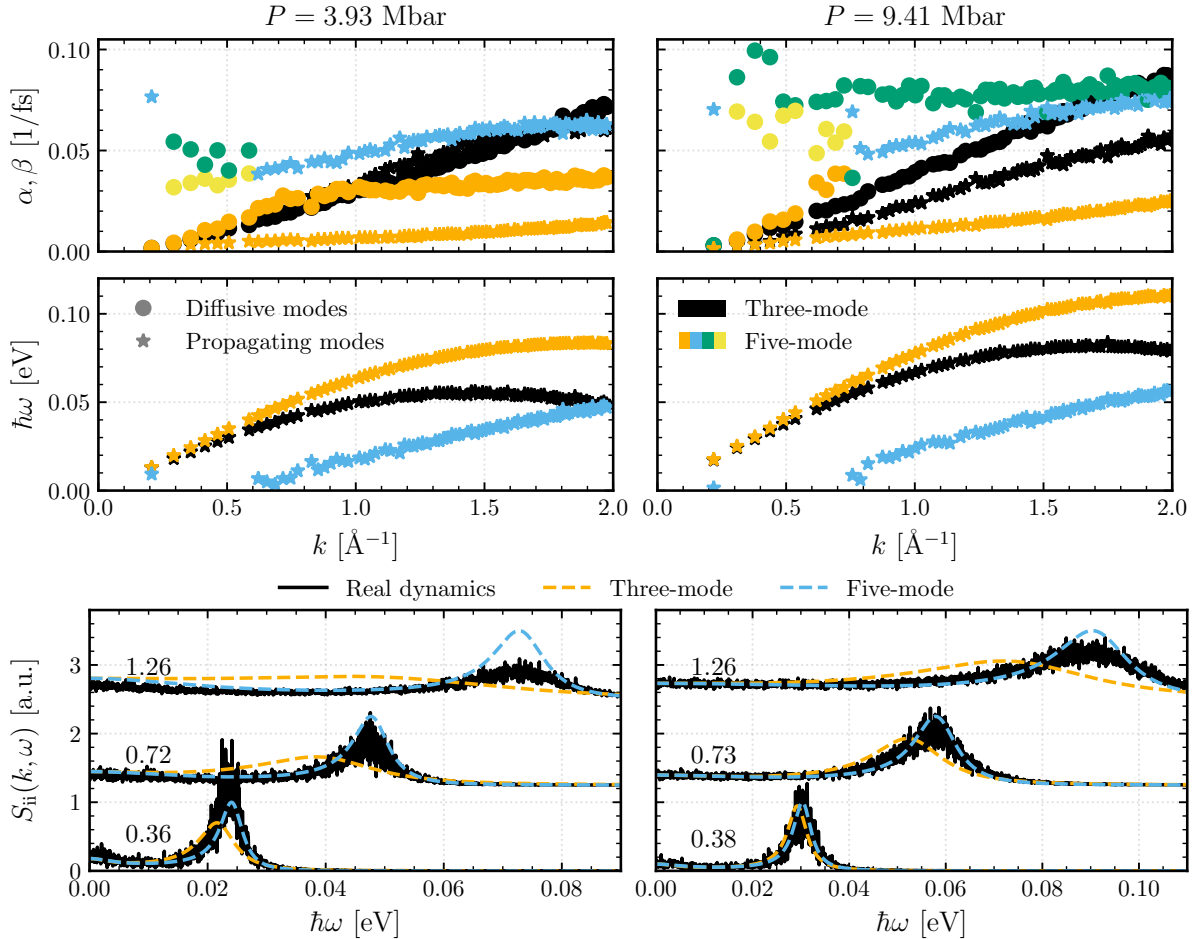 P = 3.93 Mbar
P = 9.41 Mbar
α, β [1/fs]
0.10
0.05
0.00
ħω [eV]
0.10
0.05
0.00
Diffusive modes
Propagating modes
Three-mode
Five-mode
0.0 0.5 1.0 1.5 2.0
0.0 0.5 1.0 1.5 2.0
k [Å⁻¹]
k [Å⁻¹]
Real dynamics Three-mode Five-mode
S_ii(k, ω) [a.u.]
3
2
1
0
1.26
0.72
0.36
1.26
0.73
0.38
0.00 0.02 0.04 0.06 0.08
0.00 0.02 0.04 0.06 0.08 0.10
ħω [eV]
ħω [eV]